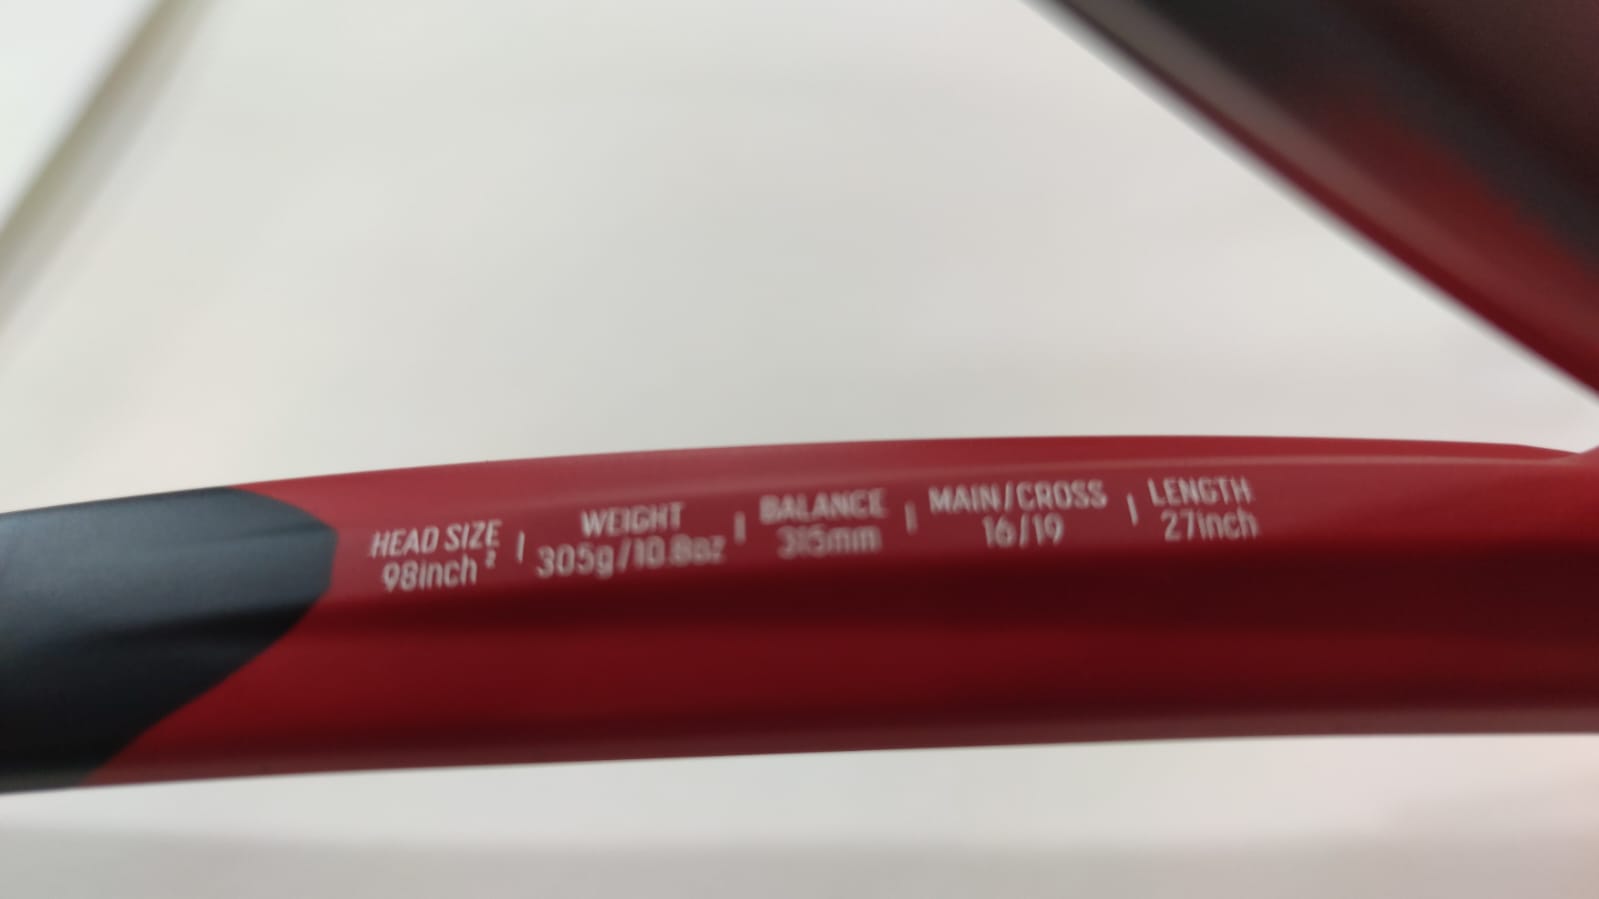 HEAD SIZE | WEIGHT | BALANCE | MAIN/CROSS | LENGTH
98inch² | 305g/10.8oz | 315mm | 16/19 | 27inch